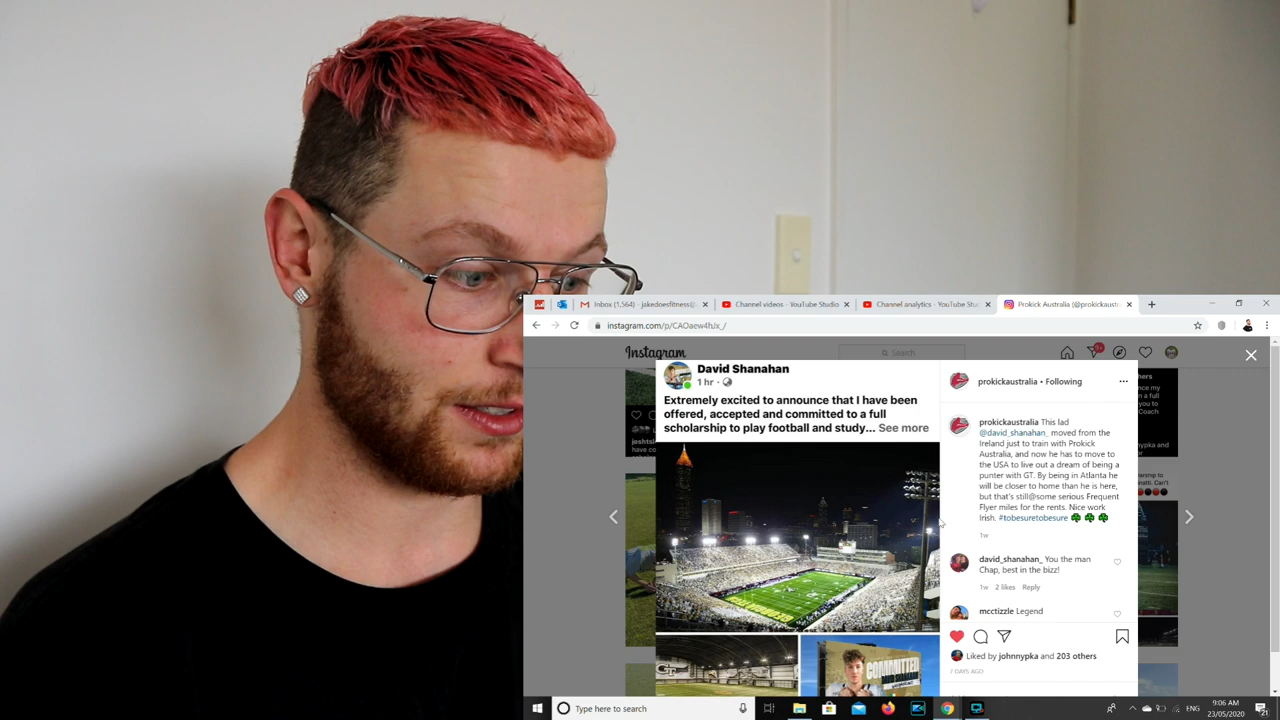 Inbox (1,564) - jakedoesfitness@
Channel videos - YouTube Studio
Channel analytics - YouTube Stu
Prokick Australia (@prokickaustr
instagram.com/p/CAOaew4hJx_/
Instagram
Search
David Shanahan
1 hr
Extremely excited to announce that I have been
offered, accepted and committed to a full
scholarship to play football and study... See more
COMMITTED
prokickaustralia • Following
prokickaustralia This lad
@david_shanahan_ moved from the
Ireland just to train with Prokick
Australia, and now he has to move to
the USA to live out a dream of being a
punter with GT. By being in Atlanta he
will be closer to home than he is here,
but that's still@some serious Frequent
Flyer miles for the rents. Nice work
Irish. #tobesuretobesure ☘️ ☘️ ☘️
1w
david_shanahan_ You the man
Chap, best in the bizz!
1w 2 likes Reply
mcctizzle Legend
Liked by johnnypka and 203 others
7 DAYS AGO
Type here to search
ENG
9:06 AM
23/05/2020